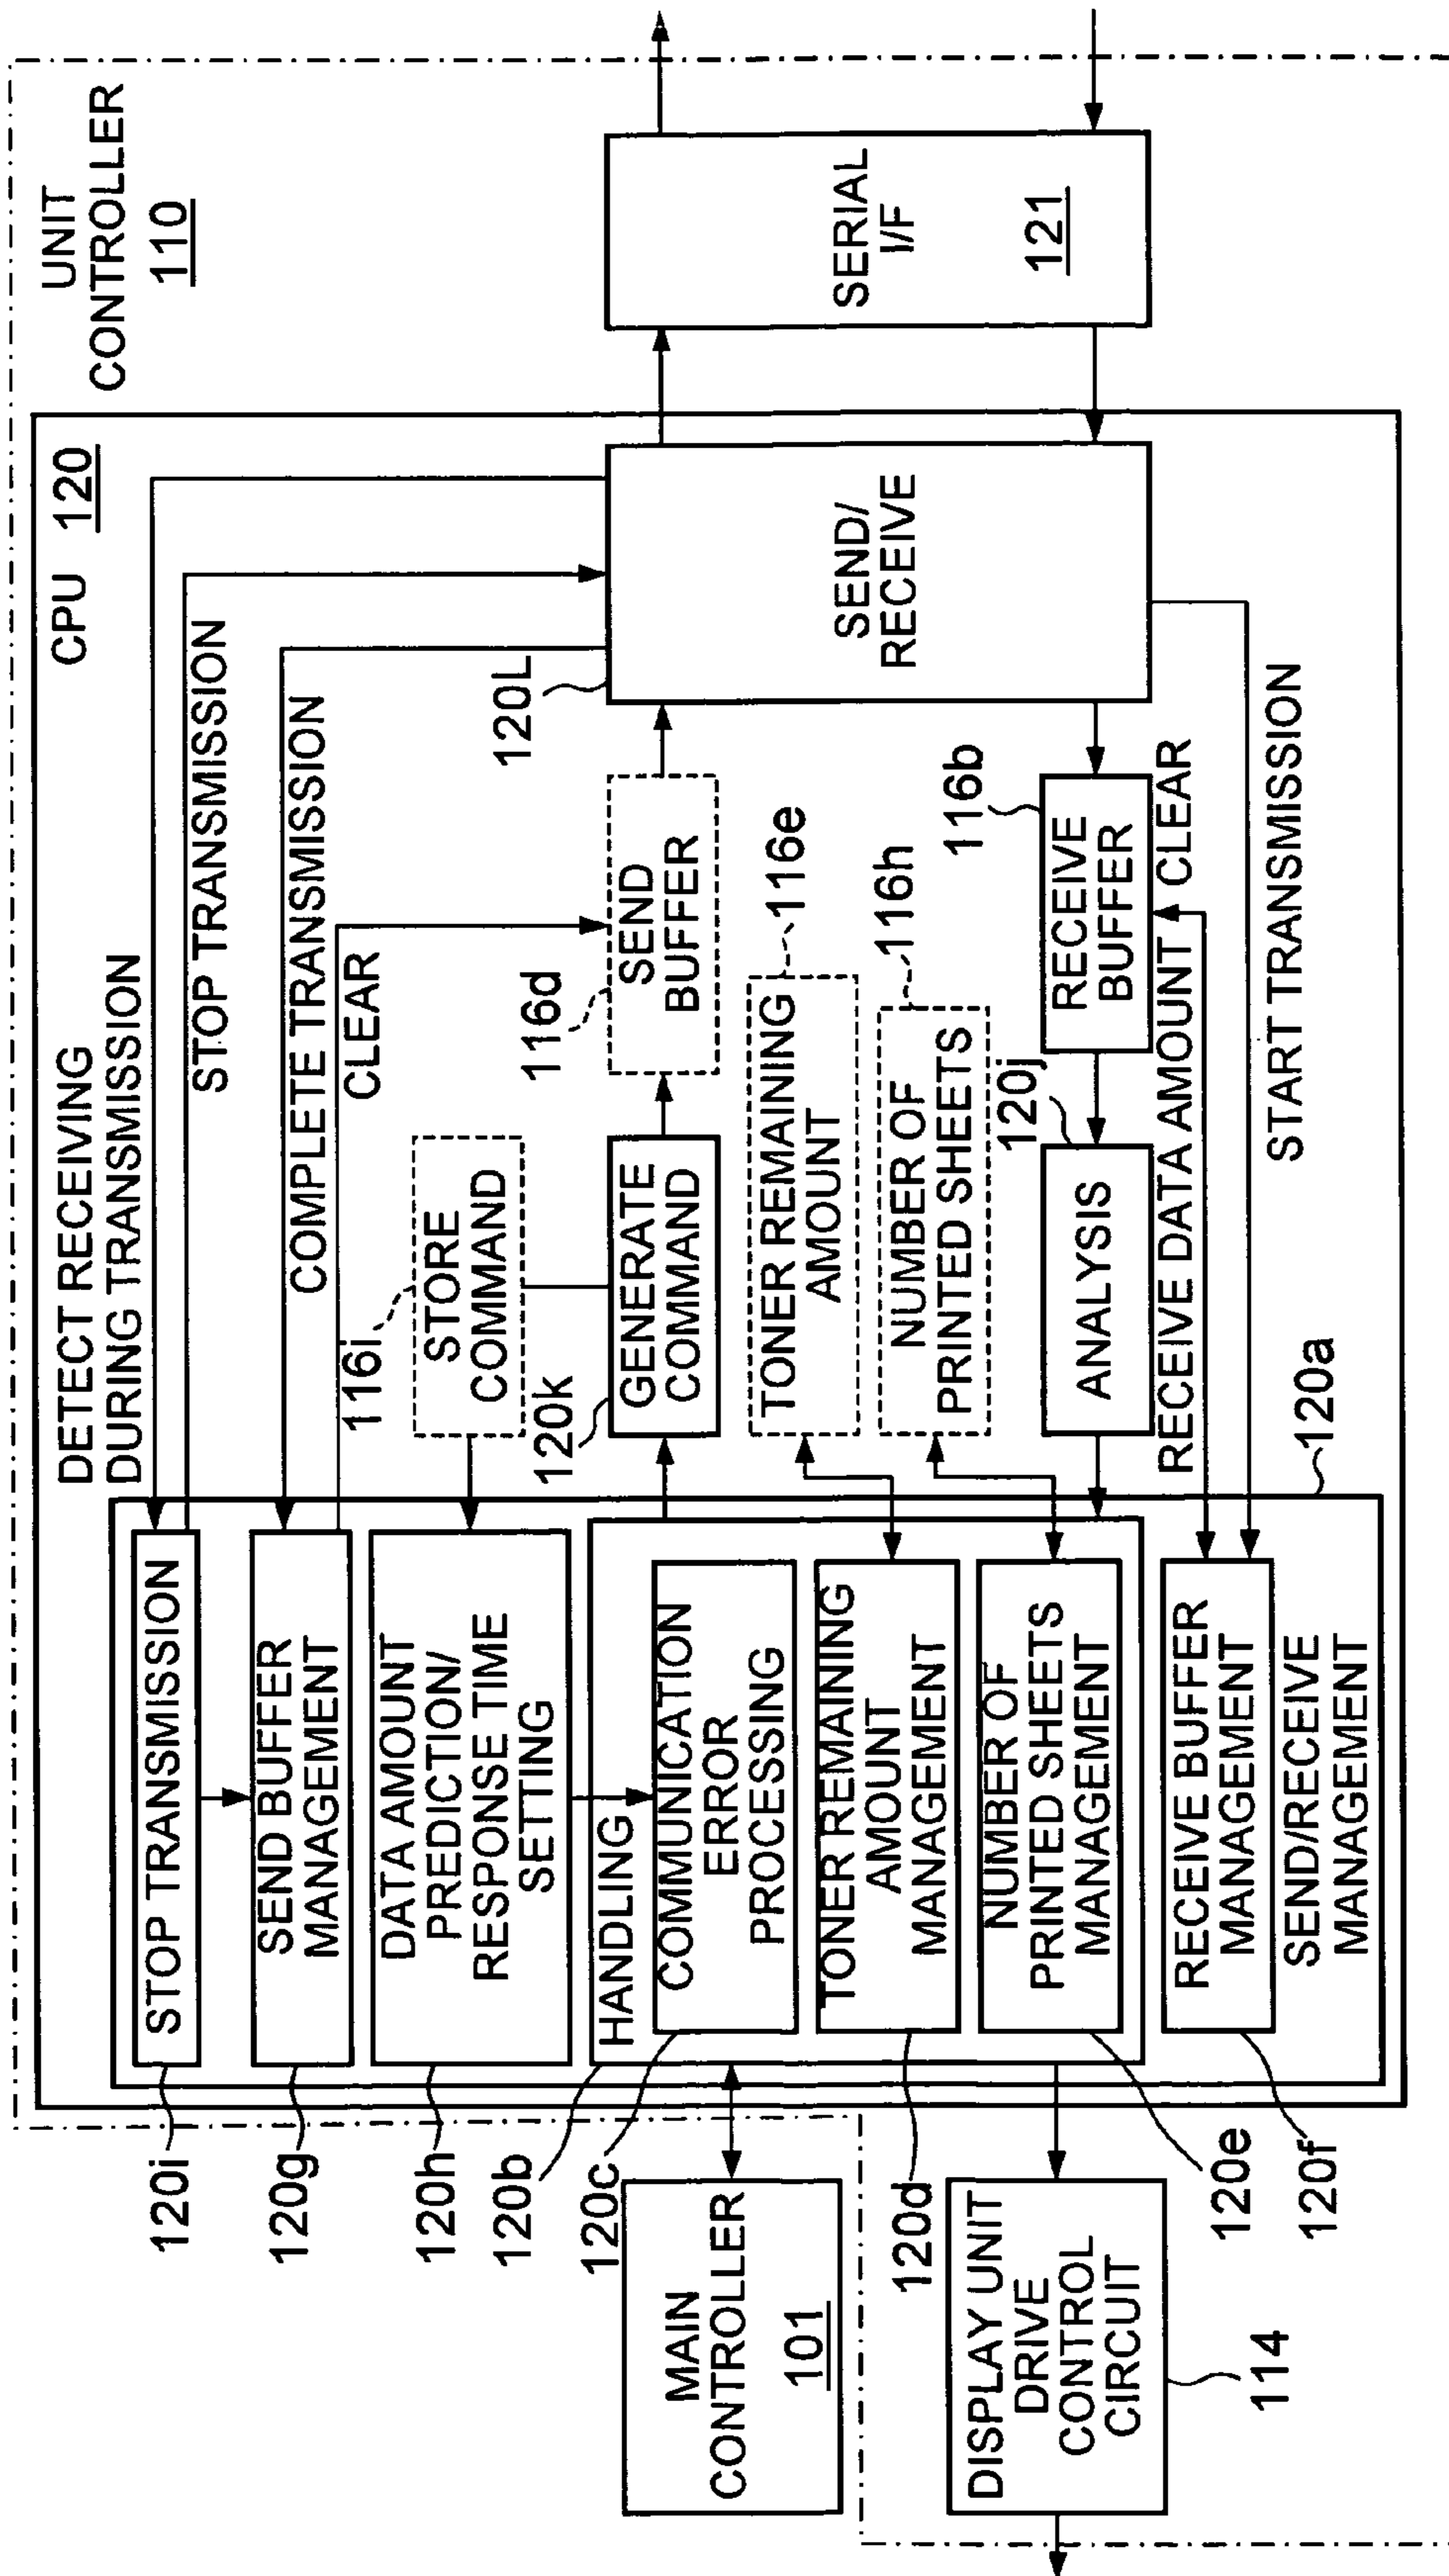 UNIT
CONTROLLER
110
CPU 120
DETECT RECEIVING
DURING TRANSMISSION
STOP TRANSMISSION
COMPLETE TRANSMISSION
CLEAR
120i
STOP TRANSMISSION
120g
SEND BUFFER
MANAGEMENT
120h
DATA AMOUNT
PREDICTION/
RESPONSE TIME
SETTING
116i
STORE
COMMAND
120b
HANDLING
120c
COMMUNICATION
ERROR
PROCESSING
120k
GENERATE
COMMAND
116d
SEND
BUFFER
120L
SEND/
RECEIVE
SERIAL
I/F
121
MAIN
CONTROLLER
101
120d
TONER REMAINING
AMOUNT
MANAGEMENT
TONER REMAINING
AMOUNT
116e
120e
NUMBER OF
PRINTED SHEETS
MANAGEMENT
NUMBER OF
PRINTED SHEETS
116h
DISPLAY UNIT
DRIVE
CONTROL
CIRCUIT
114
ANALYSIS
120j
RECEIVE
BUFFER
116b
RECEIVE DATA AMOUNT
CLEAR
120f
RECEIVE BUFFER
MANAGEMENT
START TRANSMISSION
SEND/RECEIVE
MANAGEMENT
120a